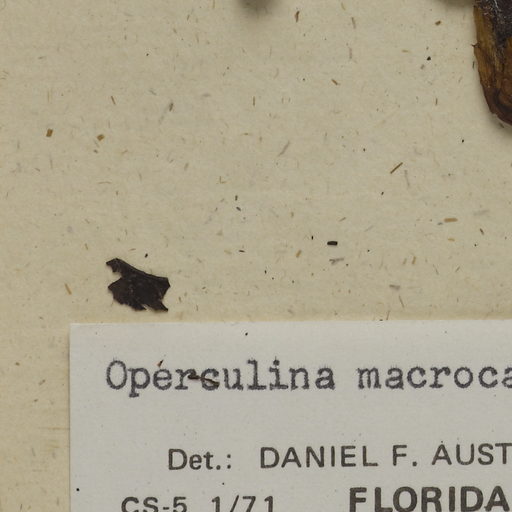 Operculina macroca
Det.: DANIEL F. AUST
CS-5 1/71 FLORIDA